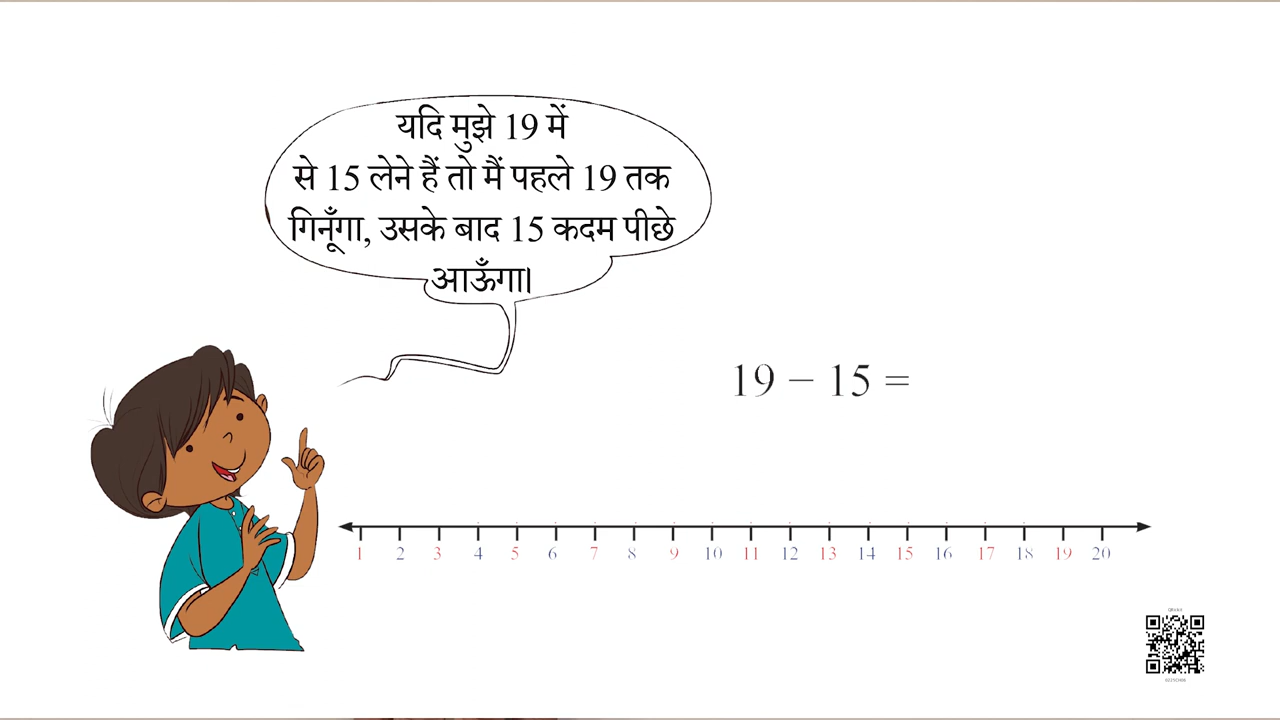 यदि मुझे 19 में
से 15 लेने हैं तो मैं पहले 19 तक
गिनूँगा, उसके बाद 15 कदम पीछे
आऊँगा।
19 − 15 =
1 2 3 4 5 6 7 8 9 10 11 12 13 14 15 16 17 18 19 20